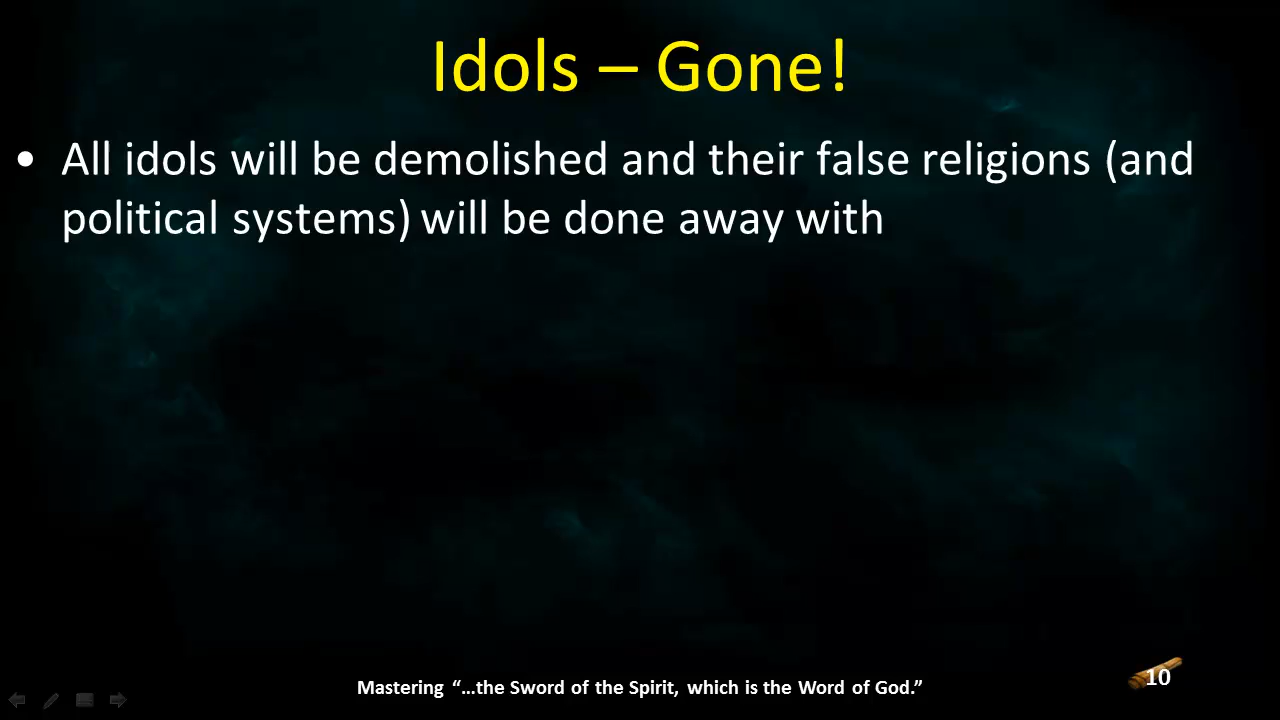 Idols – Gone!
• All idols will be demolished and their false religions (and
political systems) will be done away with
Mastering “…the Sword of the Spirit, which is the Word of God.”
10